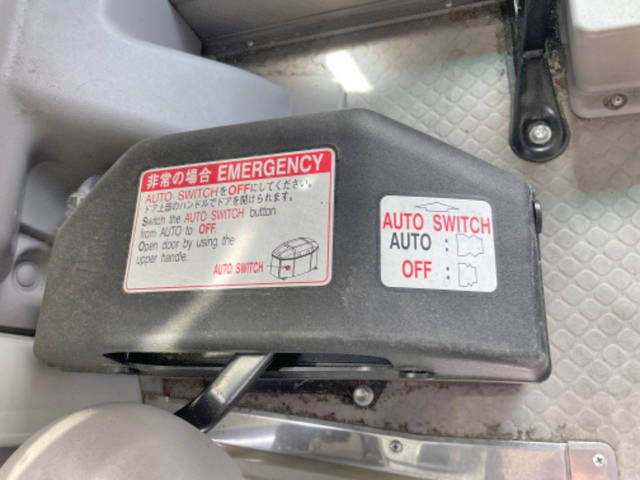 非常の場合 EMERGENCY
AUTO SWITCHをOFFにしてください。
ドア上部のハンドルでドアを開けられます。
Switch the AUTO SWITCH button
from AUTO to OFF.
Open door by using the
upper handle.
AUTO SWITCH
AUTO SWITCH
AUTO :
OFF :